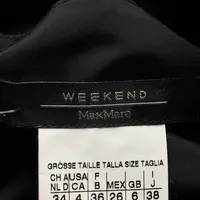 WEEKEND
MaxMara
GRÖSSE TAILLE TALLA SIZE TAGLIA
CH AUSA F GB I
NL D CA B MEX GB J
34 4 36 26 6 38